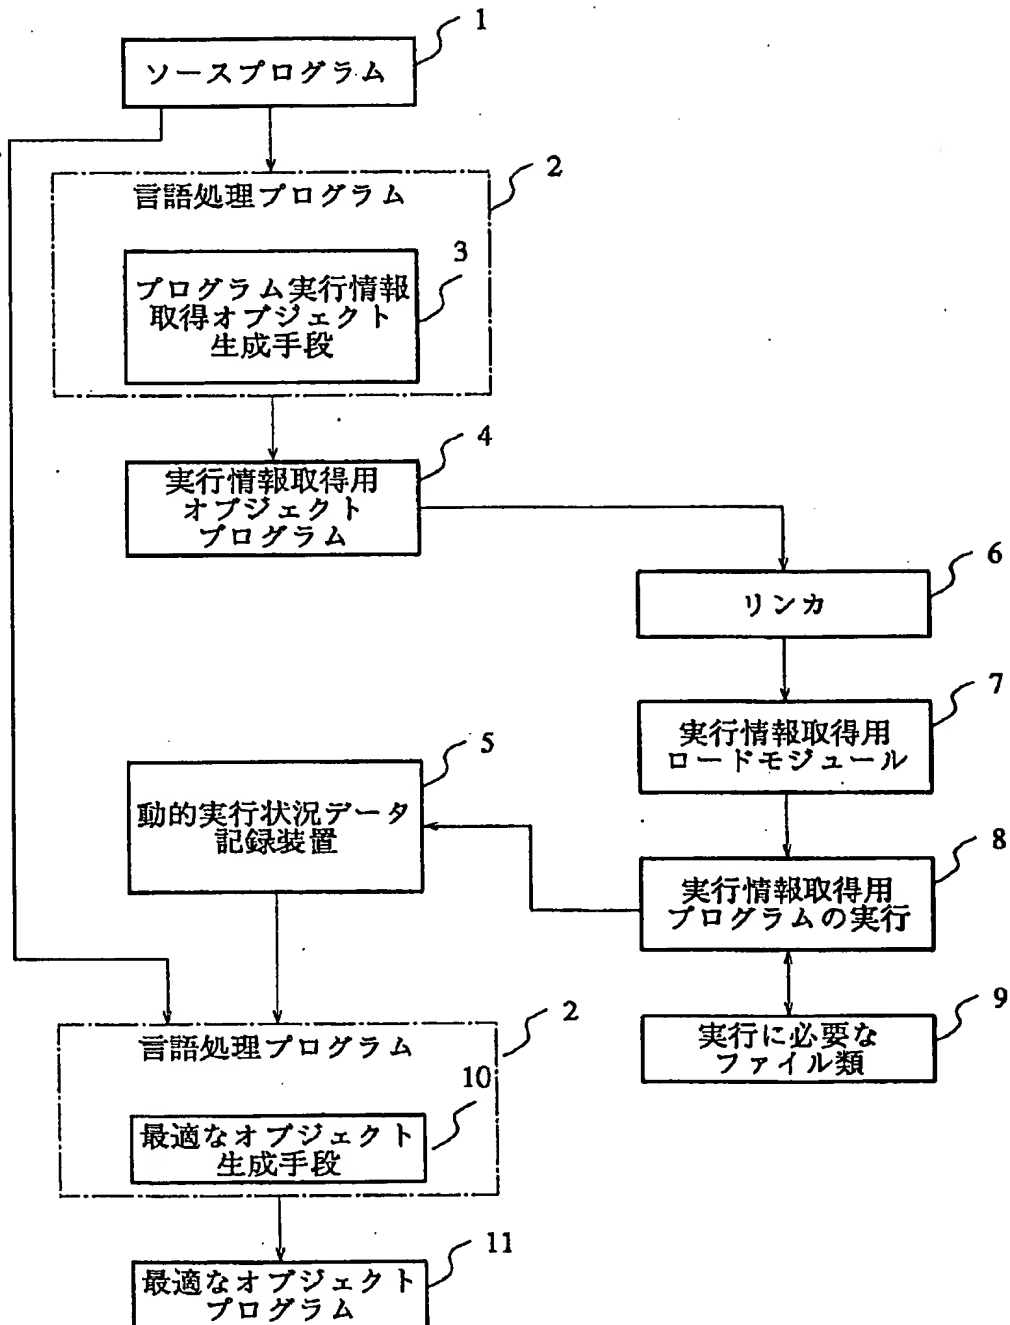 1
ソースプログラム
2
言語処理プログラム
3
プログラム実行情報
取得オブジェクト
生成手段
4
実行情報取得用
オブジェクト
プログラム
6
リンカ
7
実行情報取得用
ロードモジュール
5
動的実行状況データ
記録装置
8
実行情報取得用
プログラムの実行
9
実行に必要な
ファイル類
2
言語処理プログラム
10
最適なオブジェクト
生成手段
11
最適なオブジェクト
プログラム